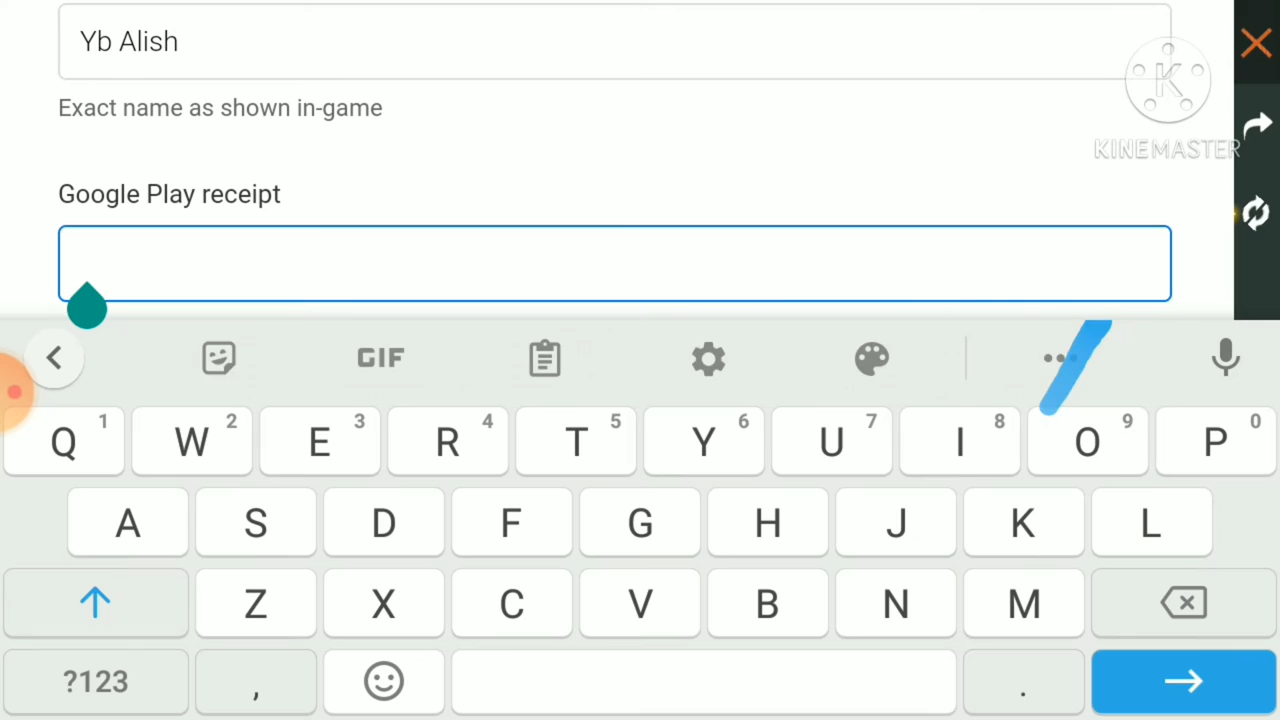 Yb Alish
Exact name as shown in-game
KINEMASTER
Google Play receipt
GIF
Q 1 W 2 E 3 R 4 T 5 Y 6 U 7 I 8 O 9 P 0
A S D F G H J K L
Z X C V B N M
?123 , .